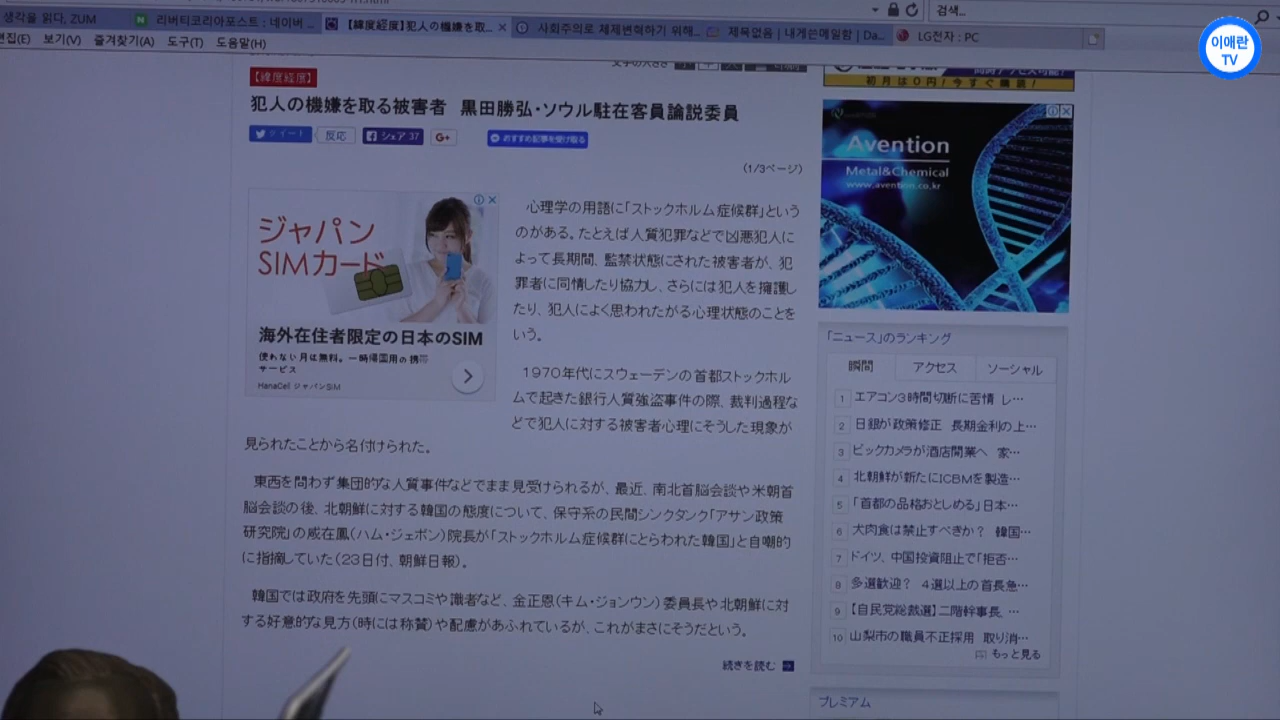 생각을 읽다, ZUM
리버티코리아포스트 : 네이버 ...
【緯度経度】犯人の機嫌を取...
사회주의로 체제변혁하기 위해...
제목없음 | 내게쓴메일함 | Da...
LG전자 : PC
검색...
편집(E) 보기(V) 즐겨찾기(A) 도구(T) 도움말(H)
이애란
TV
文字の大きさ
【緯度経度】
犯人の機嫌を取る被害者 黒田勝弘・ソウル駐在客員論説委員
ツイート 反応 シェア 37 G+ おすすめ記事を受け取る
(1/3ページ)
ジャパン
SIMカード
海外在住者限定の日本のSIM
使わない月は無料。一時帰国用の携帯
サービス
HanaCell ジャパンSIM
心理学の用語に「ストックホルム症候群」という
のがある。たとえば人質犯罪などで凶悪犯人に
よって長期間、監禁状態にされた被害者が、犯
罪者に同情したり協力し、さらには犯人を擁護し
たり、犯人によく思われたがる心理状態のことを
いう。
1970年代にスウェーデンの首都ストックホル
ムで起きた銀行人質強盗事件の際、裁判過程な
どで犯人に対する被害者心理にそうした現象が
見られたことから名付けられた。
東西を問わず集団的な人質事件などでまま見受けられるが、最近、南北首脳会談や米朝首
脳会談の後、北朝鮮に対する韓国の態度について、保守系の民間シンクタンク「アサン政策
研究院」の咸在鳳(ハム・ジェボン)院長が「ストックホルム症候群にとらわれた韓国」と自嘲的
に指摘していた(23日付、朝鮮日報)。
韓国では政府を先頭にマスコミや識者など、金正恩(キム・ジョンウン)委員長や北朝鮮に対
する好意的な見方(時には称賛)や配慮があふれているが、これがまさにそうだという。
続きを読む
初月は0円!今すぐ購読!
Avention
Metal&Chemical
www.avention.co.kr
「ニュース」のランキング
瞬間 アクセス ソーシャル
1 エアコン3時間切断に苦情 レ…
2 日銀が政策修正 長期金利の上…
3 ビックカメラが酒店開業へ 家…
4 北朝鮮が新たにICBMを製造…
5 「首都の品格おとしめる」日本…
6 犬肉食は禁止すべきか? 韓国…
7 ドイツ、中国投資阻止で「拒否…
8 多選歓迎? 4選以上の首長急…
9 【自民党総裁選】二階幹事長、…
10 山梨市の職員不正採用 取り消…
もっと見る
プレミアム